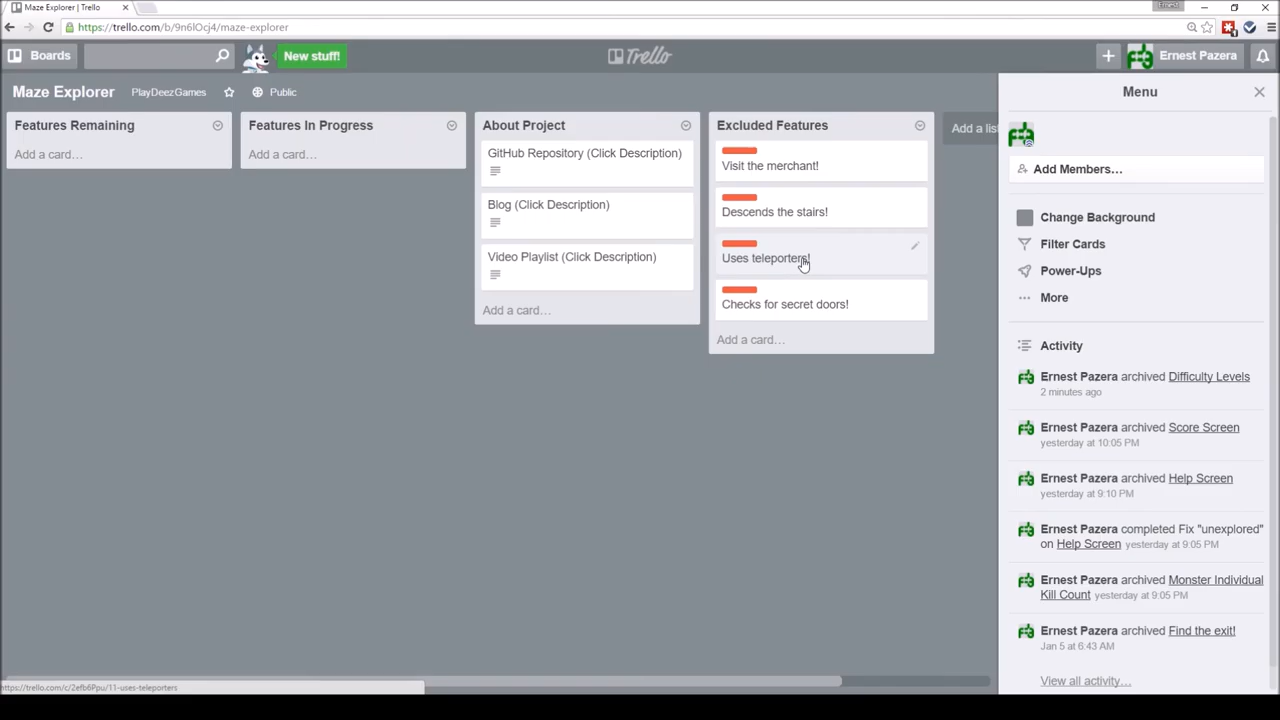 Maze Explorer | Trello
Ernest
https://trello.com/b/9n6lOcj4/maze-explorer
Boards
New stuff!
Trello
Ernest Pazera
Maze Explorer
PlayDeezGames
Public
Features Remaining
Add a card…
Features In Progress
Add a card…
About Project
GitHub Repository (Click Description)
Blog (Click Description)
Video Playlist (Click Description)
Add a card…
Excluded Features
Visit the merchant!
Descends the stairs!
Uses teleporters!
Checks for secret doors!
Add a card…
Add a lis
Menu
Add Members…
Change Background
Filter Cards
Power-Ups
More
Activity
Ernest Pazera archived Difficulty Levels
2 minutes ago
Ernest Pazera archived Score Screen
yesterday at 10:05 PM
Ernest Pazera archived Help Screen
yesterday at 9:10 PM
Ernest Pazera completed Fix "unexplored"
on Help Screen yesterday at 9:05 PM
Ernest Pazera archived Monster Individual
Kill Count yesterday at 9:05 PM
Ernest Pazera archived Find the exit!
Jan 5 at 6:43 AM
View all activity…
https://trello.com/c/2efb6Ppu/11-uses-teleporters